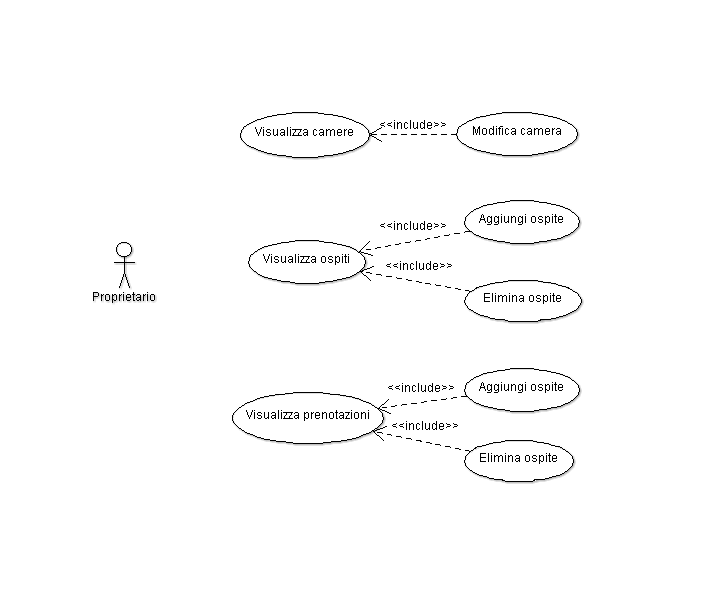 Visualizza camere
<<include>>
Modifica camera
Aggiungi ospite
<<include>>
Visualizza ospiti
<<include>>
Elimina ospite
Proprietario
Aggiungi ospite
<<include>>
Visualizza prenotazioni
<<include>>
Elimina ospite